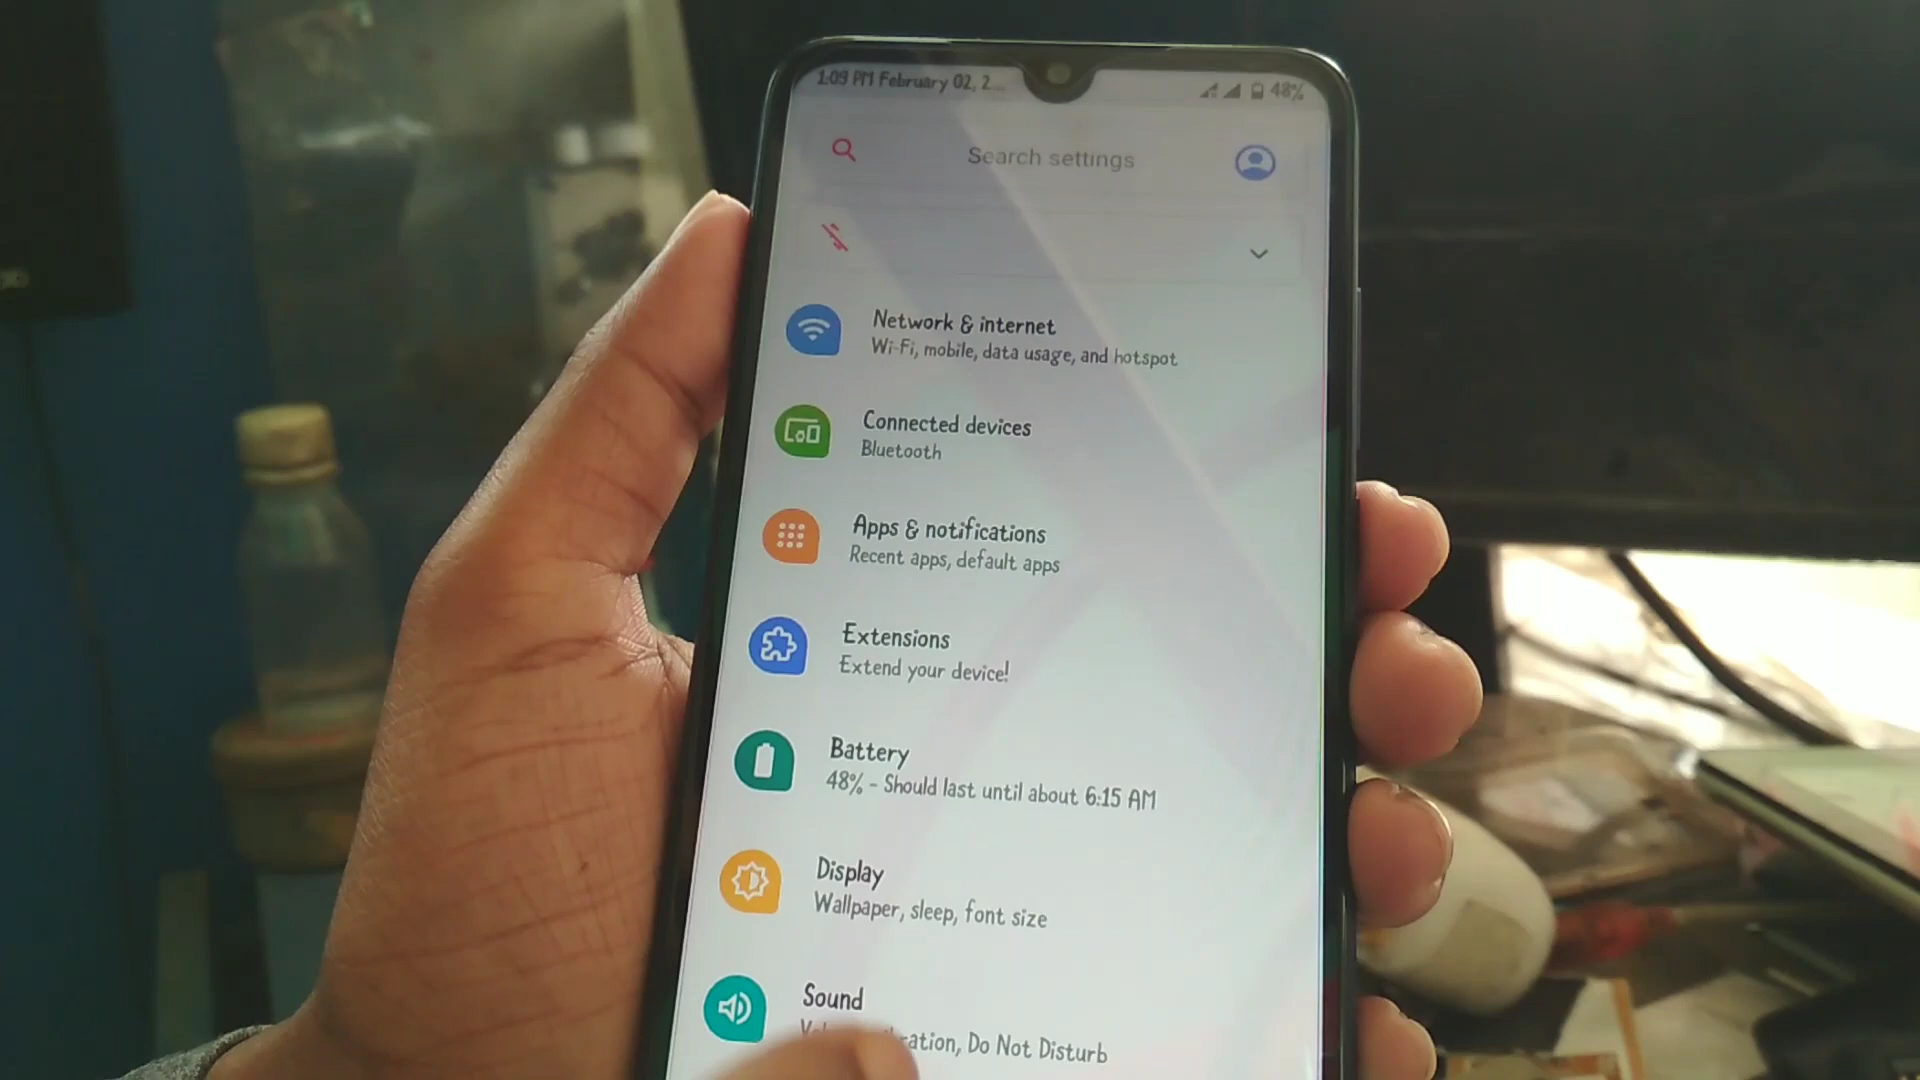 1:09 PM February 02, 2...
48%
Search settings
Network & internet
Wi-Fi, mobile, data usage, and hotspot
Connected devices
Bluetooth
Apps & notifications
Recent apps, default apps
Extensions
Extend your device!
Battery
48% - Should last until about 6:15 AM
Display
Wallpaper, sleep, font size
Sound
Do Not Disturb